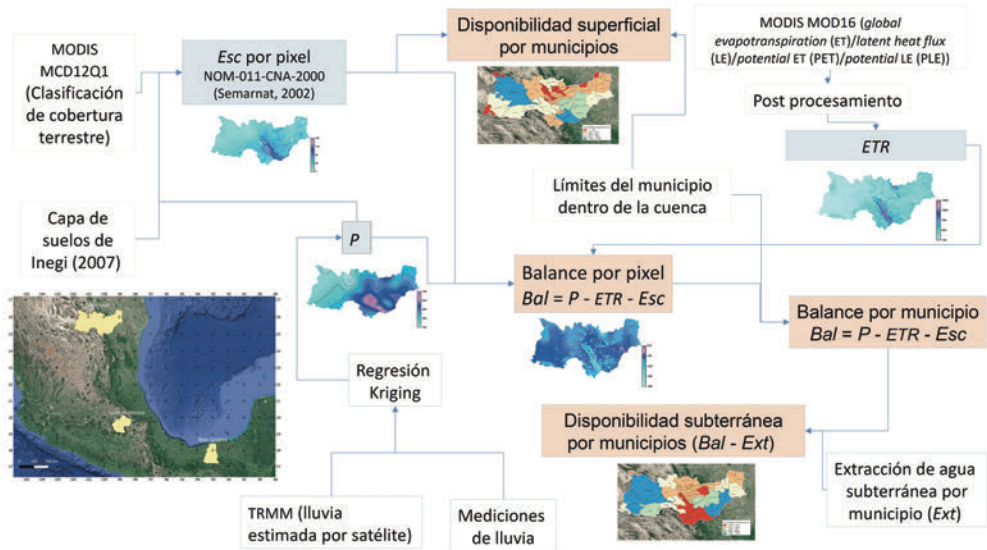 MODIS
MCD12Q1
(Clasificación
de cobertura
terrestre)
Esc por pixel
NOM-011-CNA-2000
(Semarnat, 2002)
Disponibilidad superficial
por municipios
MODIS MOD16 (global
evapotranspiration (ET)/latent heat flux
(LE)/potential ET (PET)/potential LE (PLE))
Post procesamiento
ETR
Límites del municipio
dentro de la cuenca
Capa de
suelos de
Inegi (2007)
P
Balance por pixel
Bal = P - ETR - Esc
Balance por municipio
Bal = P - ETR - Esc
Regresión
Kriging
Disponibilidad subterránea
por municipios (Bal - Ext)
Extracción de agua
subterránea por
municipio (Ext)
TRMM (lluvia
estimada por satélite)
Mediciones
de lluvia